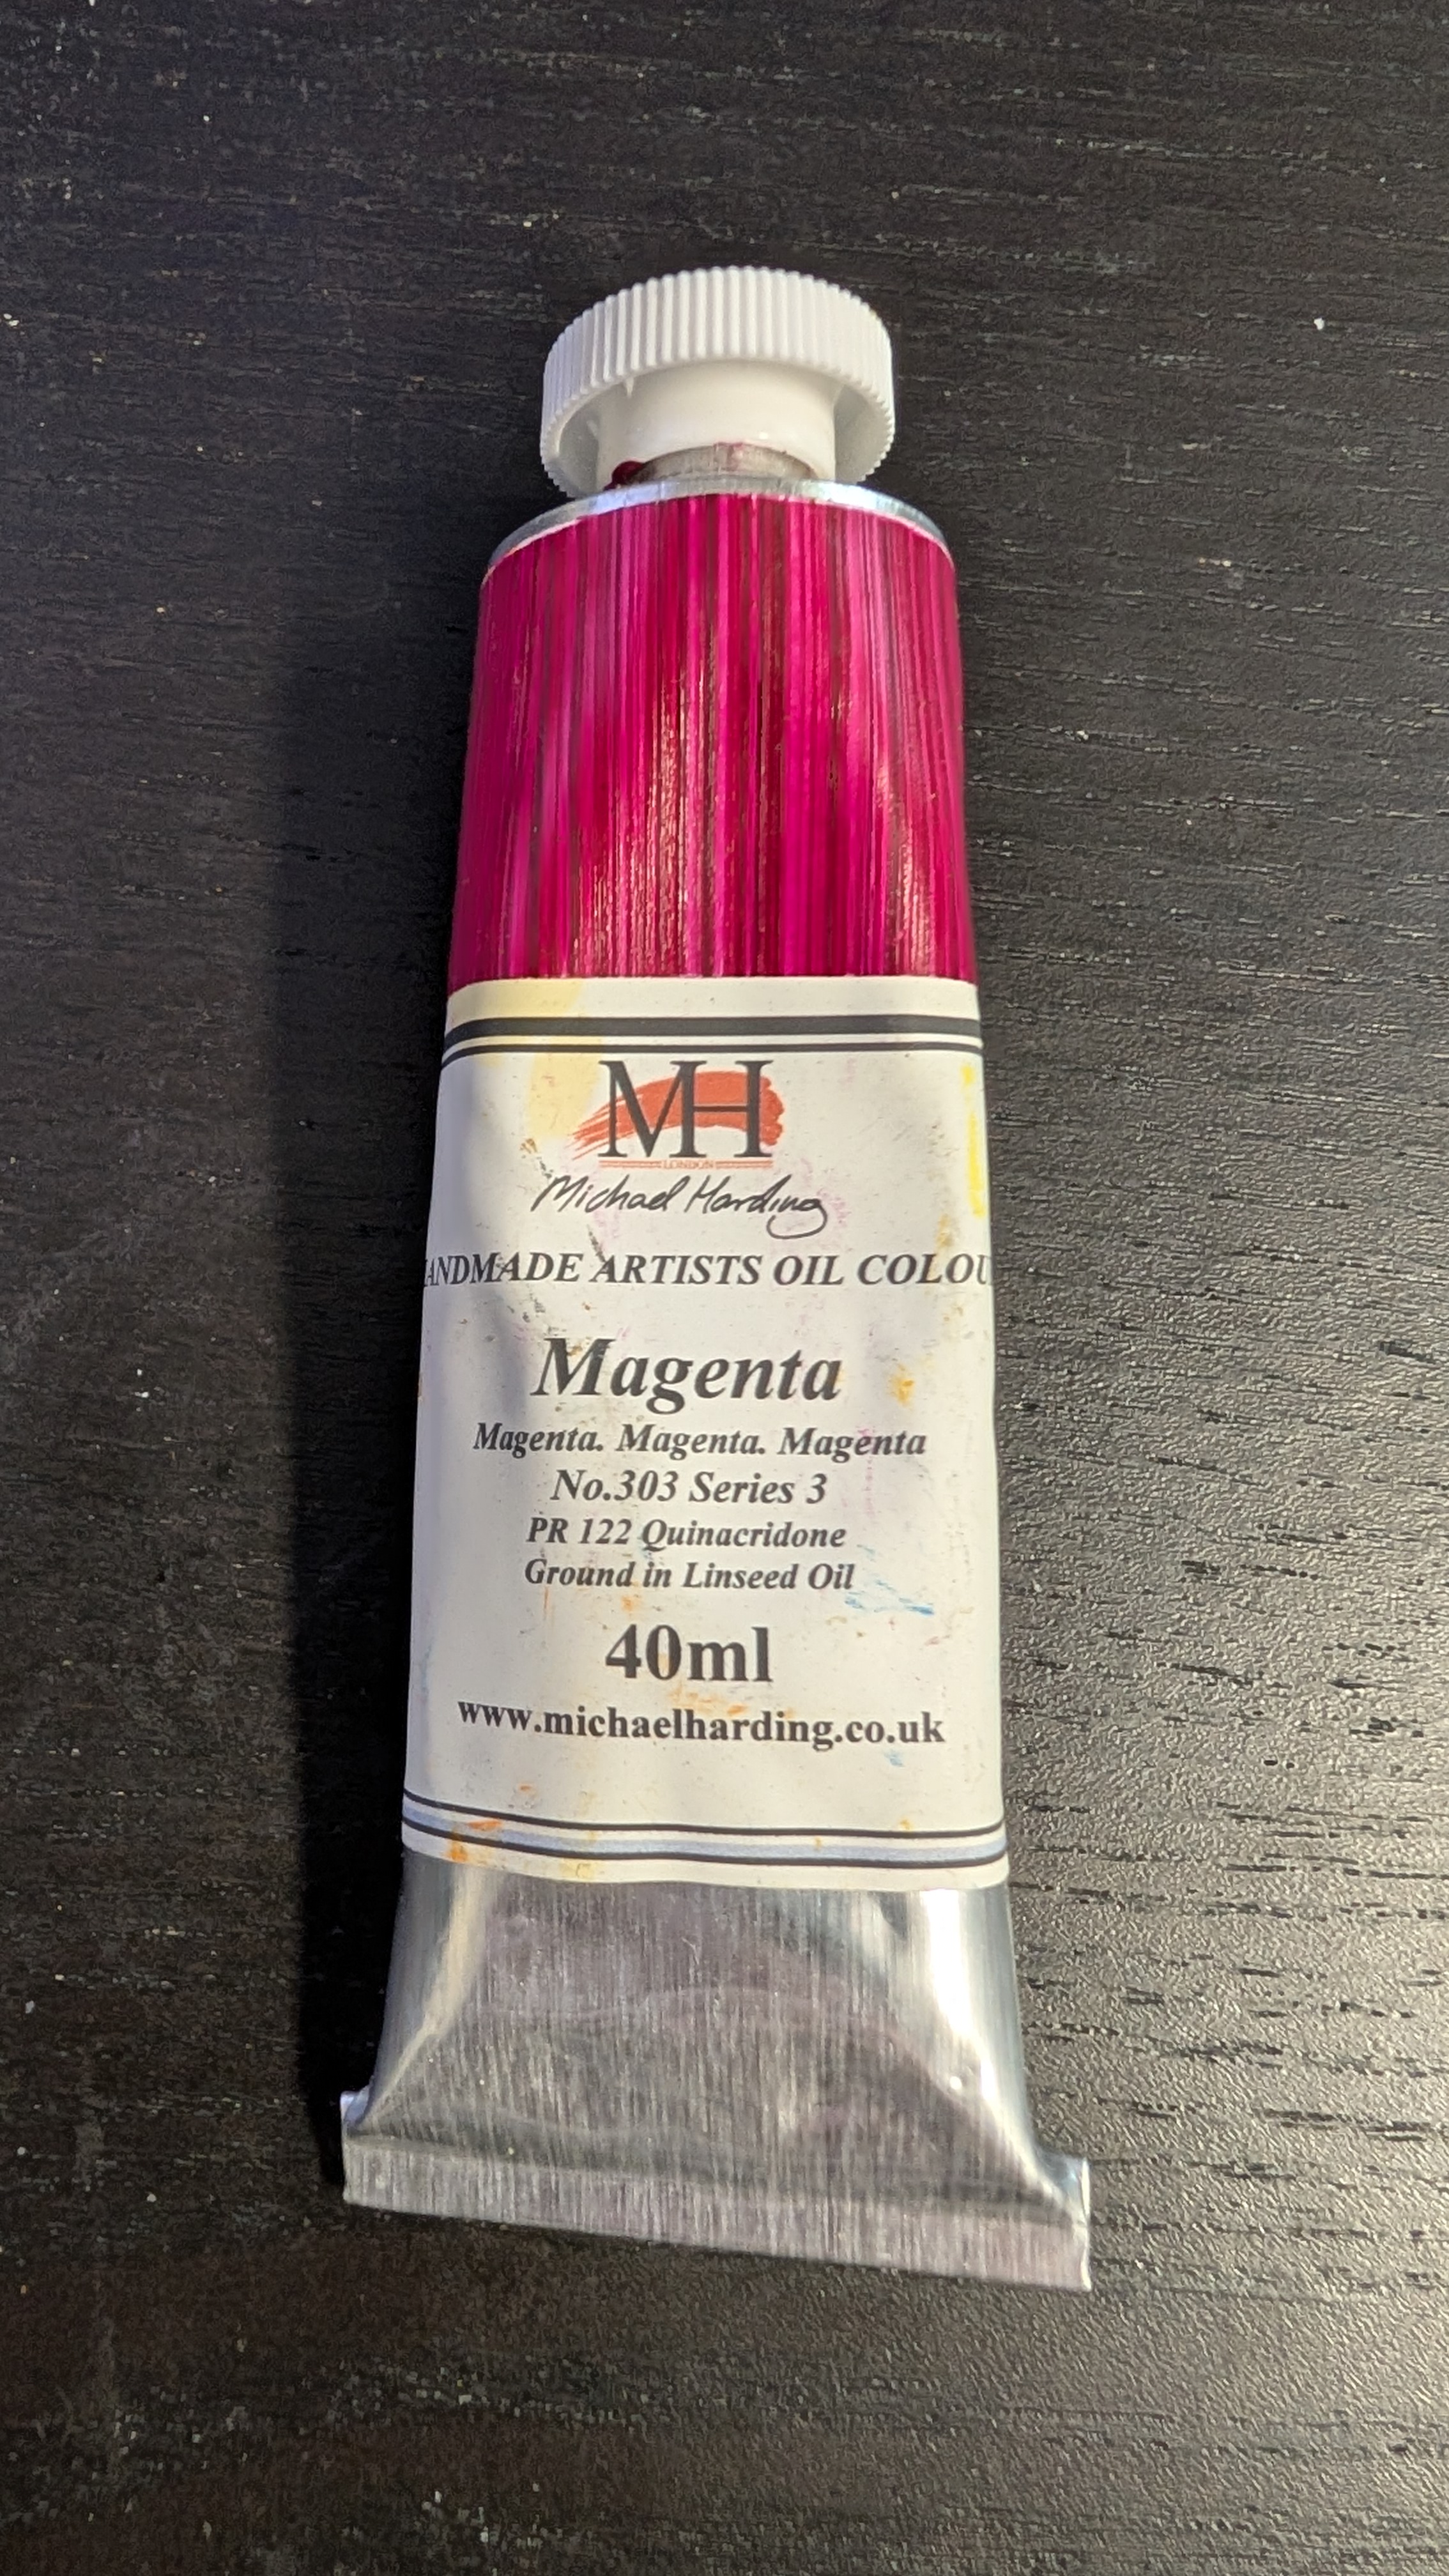 MH
LONDON
Michael Harding
ANDMADE ARTISTS OIL COLOU
Magenta
Magenta. Magenta. Magenta
No.303 Series 3
PR 122 Quinacridone
Ground in Linseed Oil
40ml
www.michaelharding.co.uk